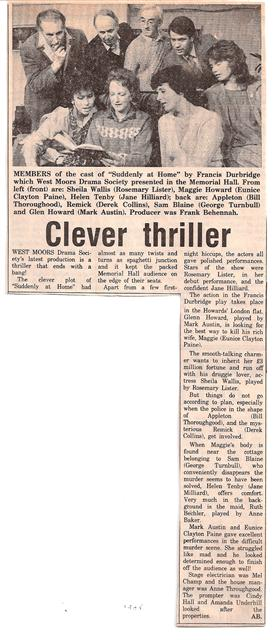 MEMBERS of the cast of "Suddenly at Home" by Francis Durbridge
which West Moors Drama Society presented in the Memorial Hall. From
left (front) are: Sheila Wallis (Rosemary Lister), Maggie Howard (Eunice
Clayton Paine), Helen Tenby (Jane Hilliard); back are: Appleton (Bill
Thoroughood), Remick (Derek Collins), Sam Blaine (George Turnbull)
and Glen Howard (Mark Austin). Producer was Frank Behennah.
Clever thriller
WEST MOORS Drama Soc-
iety's latest production is a
thriller that ends with a
bang!
The clever plot of
"Suddenly at Home" had
almost as many twists and
turns as spaghetti junction
and it kept the packed
Memorial Hall audience on
the edge of their seats.
Apart from a few first-
night hiccups, the actors all
gave polished performances.
Stars of the show were
Rosemary Lister, in her
debut performance, and the
confident Jane Hilliard.
The action in the Francis
Durbridge play takes place
in the Howards' London flat.
Glenn Howard, played by
Mark Austin, is looking for
the best way to kill his rich
wife, Maggie (Eunice Clayton
Paine).
The smooth-talking charm-
er wants to inherit her £3
million fortune and run off
with his druggie lover, ac-
tress Sheila Wallis, played
by Rosemary Lister.
But things do not go
according to plan, especially
when the police in the shape
of Appleton (Bill
Thoroughgood), and the mys-
terious Remick (Derek
Collins), get involved.
When Maggie's body is
found near the cottage
belonging to Sam Blaine
(George Turnbull), who
conveniently disappears the
murder seems to have been
solved, Helen Tenby (Jane
Milliard), offers comfort.
Very much in the back-
ground is the maid, Ruth
Bechler, played by Anne
Baker.
Mark Austin and Eunice
Clayton Paine gave excellent
performances in the difficult
murder scene. She struggled
like mad and he looked
determined enough to finish
off the audience as well!
Stage electrician was Mel
Champ and the house man-
ager was Anne Throughgood.
The prompter was Cindy
Hall and Amanda Underhill
looked after the
properties. AB.